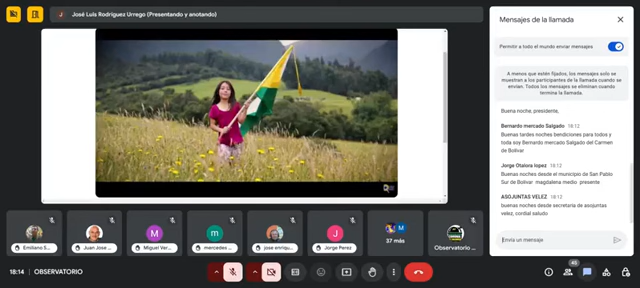 José Luis Rodríguez Urrego (Presentando y anotando)
J
Mensajes de la llamada
Permitir a todo el mundo enviar mensajes
A menos que estén fijados, los mensajes solo se
muestran a los participantes de la llamada cuando se
envían. Todos los mensajes se eliminan cuando
termina la llamada.
Buena noche, presidente,
Bernardo mercado Salgado 18:12
Buenas tardes nendiciones para todos y
toda soy Bernardo mercado Salgado del Carmen
de Bolivar
Jorge Otalora lopez 18:12
Buenas noches desde el municipio de San Pablo
Sur de Bolivar magdalena medio presente
ASOJUNTAS VELEZ 18:12
buenas noches desde secretaria de asojuntas
velez, cordial saludo
Envía un mensaje
Emiliano S...
Juan José ...
M
Miguel Ver...
m
mercedes ...
jose enriqu...
J
Jorge Perez
M
37 más
Observatorio ...
18:14 | OBSERVATORIO
45